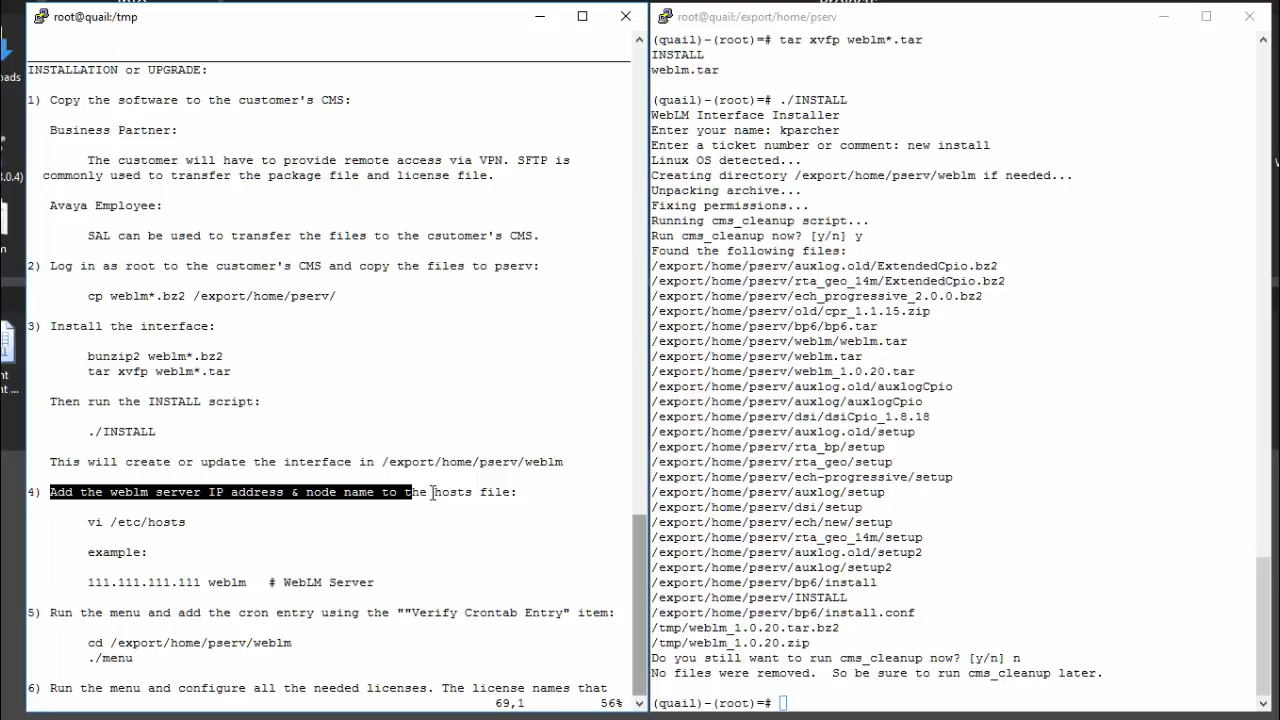 root@quail:/tmp
INSTALLATION or UPGRADE:
1) Copy the software to the customer's CMS:
Business Partner:
The customer will have to provide remote access via VPN. SFTP is
commonly used to transfer the package file and license file.
Avaya Employee:
SAL can be used to transfer the files to the csutomer's CMS.
2) Log in as root to the customer's CMS and copy the files to pserv:
cp weblm*.bz2 /export/home/pserv/
3) Install the interface:
bunzip2 weblm*.bz2
tar xvfp weblm*.tar
Then run the INSTALL script:
./INSTALL
This will create or update the interface in /export/home/pserv/weblm
4) Add the weblm server IP address & node name to the hosts file:
vi /etc/hosts
example:
111.111.111.111 weblm   # WebLM Server
5) Run the menu and add the cron entry using the ""Verify Crontab Entry" item:
cd /export/home/pserv/weblm
./menu
6) Run the menu and configure all the needed licenses. The license names that
69,1 56%
root@quail:/export/home/pserv
(quail)-(root)=# tar xvfp weblm*.tar
INSTALL
weblm.tar
(quail)-(root)=# ./INSTALL
WebLM Interface Installer
Enter your name: kparcher
Enter a ticket number or comment: new install
Linux OS detected...
Creating directory /export/home/pserv/weblm if needed...
Unpacking archive...
Fixing permissions...
Running cms_cleanup script...
Run cms_cleanup now? [y/n] y
Found the following files:
/export/home/pserv/auxlog.old/ExtendedCpio.bz2
/export/home/pserv/rta_geo_14m/ExtendedCpio.bz2
/export/home/pserv/ech_progressive_2.0.0.bz2
/export/home/pserv/old/cpr_1.1.15.zip
/export/home/pserv/bp6/bp6.tar
/export/home/pserv/weblm/weblm.tar
/export/home/pserv/weblm.tar
/export/home/pserv/weblm_1.0.20.tar
/export/home/pserv/auxlog.old/auxlogCpio
/export/home/pserv/auxlog/auxlogCpio
/export/home/pserv/dsi/dsiCpio_1.8.18
/export/home/pserv/auxlog.old/setup
/export/home/pserv/rta_bp/setup
/export/home/pserv/rta_geo/setup
/export/home/pserv/ech-progressive/setup
/export/home/pserv/auxlog/setup
/export/home/pserv/dsi/setup
/export/home/pserv/ech/new/setup
/export/home/pserv/rta_geo_14m/setup
/export/home/pserv/auxlog.old/setup2
/export/home/pserv/auxlog/setup2
/export/home/pserv/bp6/install
/export/home/pserv/INSTALL
/export/home/pserv/bp6/install.conf
/tmp/weblm_1.0.20.tar.bz2
/tmp/weblm_1.0.20.zip
Do you still want to run cms_cleanup now? [y/n] n
No files were removed.  So be sure to run cms_cleanup later.
(quail)-(root)=#